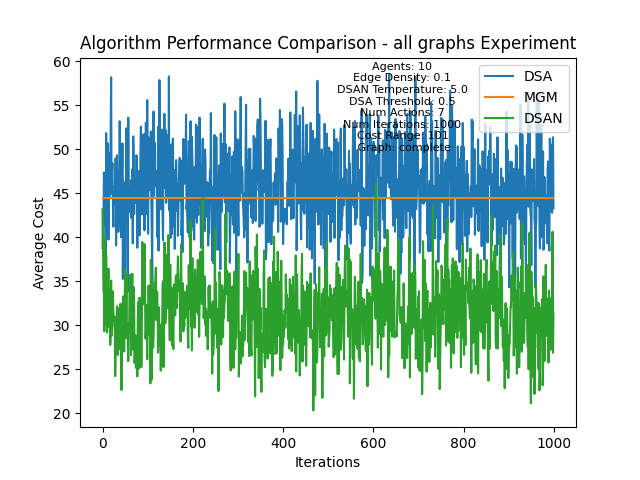 Algorithm Performance Comparison - all graphs Experiment
Agents: 10
Edge Density: 0.1
DSAN Temperature: 5.0
DSA Threshold: 0.5
Num Actions: 7
Num Iterations: 1000
Cost Range: 101
Graph: complete
DSA
MGM
DSAN
60
55
50
45
40
35
30
25
20
Average Cost
0
200
400
600
800
1000
Iterations